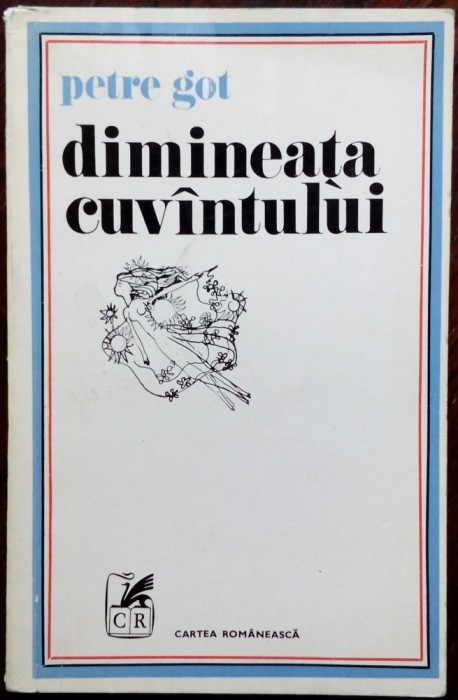 petre got
dimineața
cuvîntului
CR
CARTEA ROMÂNEASCĂ